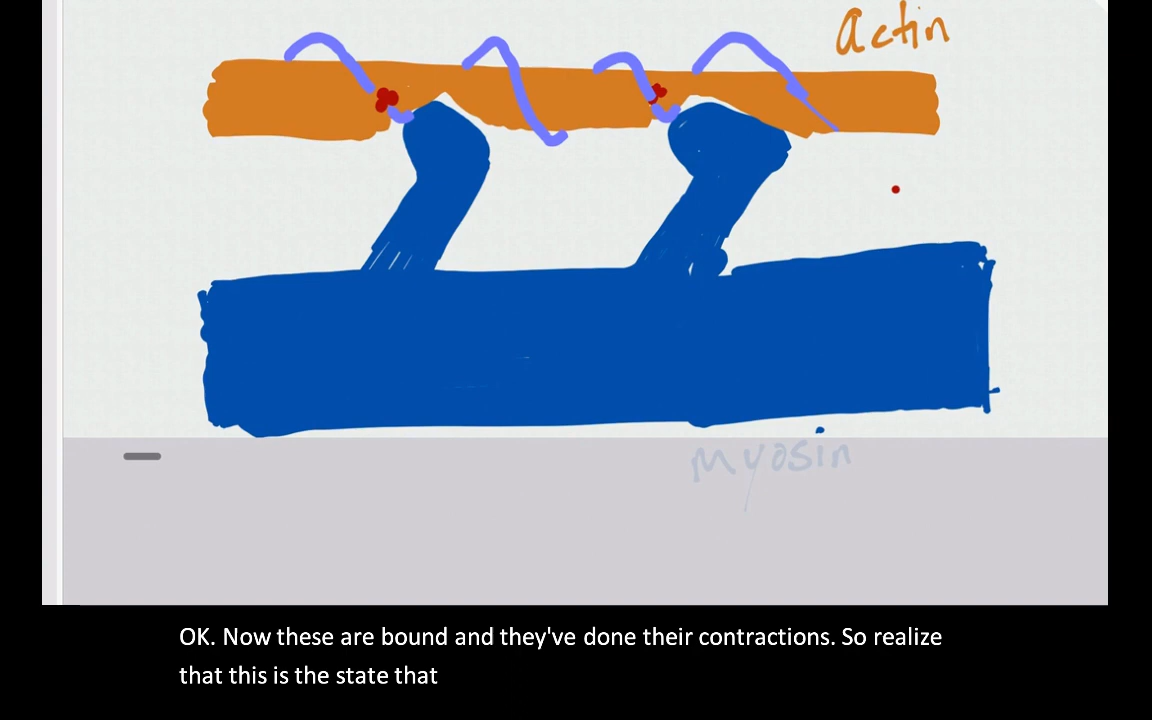 actin
myosin
OK. Now these are bound and they've done their contractions. So realize
that this is the state that